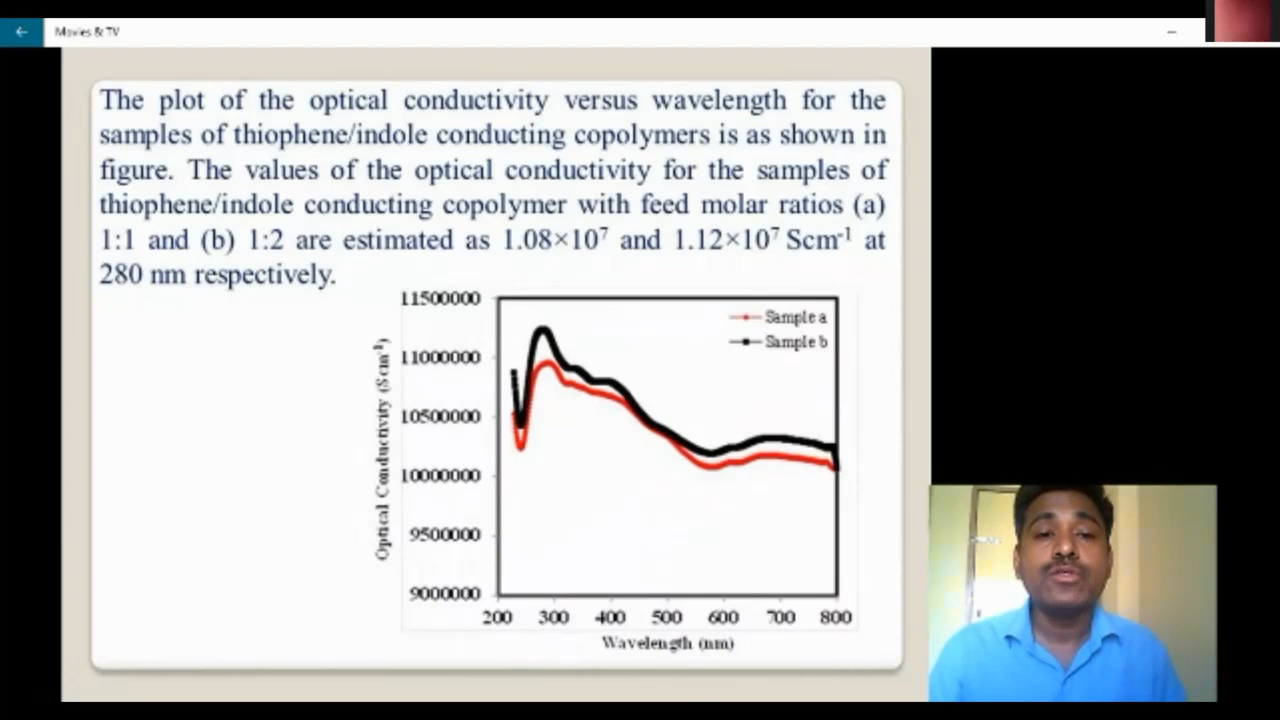 Movies & TV
The plot of the optical conductivity versus wavelength for the
samples of thiophene/indole conducting copolymers is as shown in
figure. The values of the optical conductivity for the samples of
thiophene/indole conducting copolymer with feed molar ratios (a)
1:1 and (b) 1:2 are estimated as 1.08×10⁷ and 1.12×10⁷ Scm⁻¹ at
280 nm respectively.
11500000
11000000
10500000
10000000
9500000
9000000
Optical Conductivity (S cm⁻¹)
Sample a
Sample b
200 300 400 500 600 700 800
Wavelength (nm)